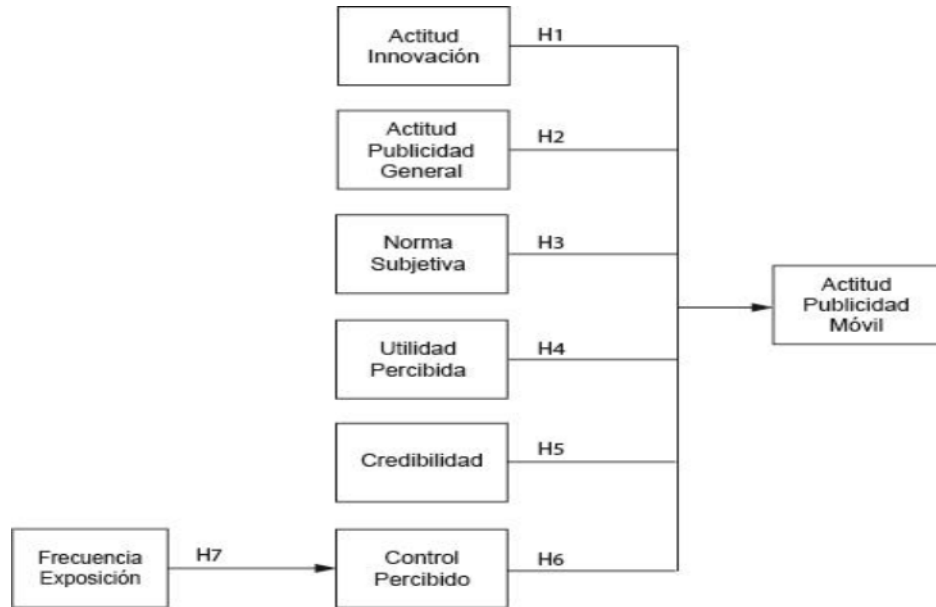 Actitud
Innovación
H1
Actitud
Publicidad
General
H2
Norma
Subjetiva
H3
Actitud
Publicidad
Móvil
Utilidad
Percibida
H4
Credibilidad
H5
Frecuencia
Exposición
H7
Control
Percibido
H6